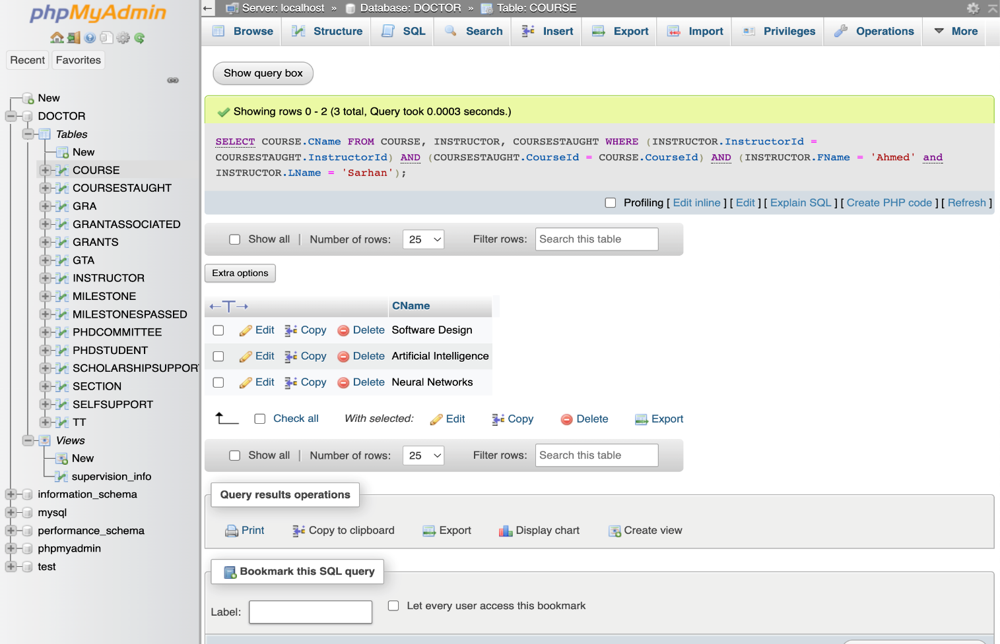 phpMyAdmin
Recent
Favorites
New
DOCTOR
Tables
New
COURSE
COURSESTAUGHT
GRA
GRANTASSOCIATED
GRANTS
GTA
INSTRUCTOR
MILESTONE
MILESTONESPASSED
PHDCOMMITTEE
PHDSTUDENT
SCHOLARSHIPSUPPOR
SECTION
SELFSUPPORT
TT
Views
New
supervision_info
information_schema
mysql
performance_schema
phpmyadmin
test
Server: localhost » Database: DOCTOR » Table: COURSE
Browse Structure SQL Search Insert Export Import Privileges Operations More
Show query box
Showing rows 0 - 2 (3 total, Query took 0.0003 seconds.)
SELECT COURSE.CName FROM COURSE, INSTRUCTOR, COURSESTAUGHT WHERE (INSTRUCTOR.InstructorId =
COURSESTAUGHT.InstructorId) AND (COURSESTAUGHT.CourseId = COURSE.CourseId) AND (INSTRUCTOR.FName = 'Ahmed' and
INSTRUCTOR.LName = 'Sarhan');
Profiling [ Edit inline ] [ Edit ] [ Explain SQL ] [ Create PHP code ] [ Refresh ]
Show all | Number of rows: 25 Filter rows: Search this table
Extra options
←T→ CName
Edit Copy Delete Software Design
Edit Copy Delete Artificial Intelligence
Edit Copy Delete Neural Networks
Check all With selected: Edit Copy Delete Export
Show all | Number of rows: 25 Filter rows: Search this table
Query results operations
Print Copy to clipboard Export Display chart Create view
Bookmark this SQL query
Label: Let every user access this bookmark